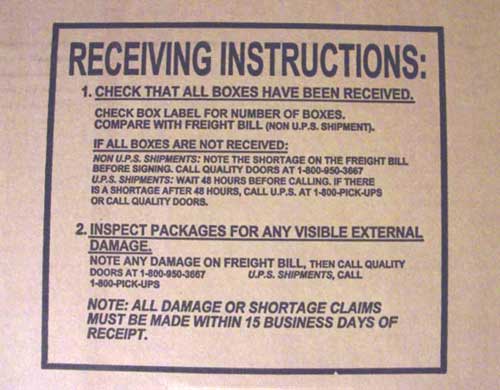 RECEIVING INSTRUCTIONS:
1. CHECK THAT ALL BOXES HAVE BEEN RECEIVED.
CHECK BOX LABEL FOR NUMBER OF BOXES.
COMPARE WITH FREIGHT BILL (NON U.P.S. SHIPMENT).
IF ALL BOXES ARE NOT RECEIVED:
NON U.P.S. SHIPMENTS: NOTE THE SHORTAGE ON THE FREIGHT BILL
BEFORE SIGNING. CALL QUALITY DOORS AT 1-800-950-3667
U.P.S. SHIPMENTS: WAIT 48 HOURS BEFORE CALLING. IF THERE
IS A SHORTAGE AFTER 48 HOURS, CALL U.P.S. AT 1-800-PICK-UPS
OR CALL QUALITY DOORS.
2. INSPECT PACKAGES FOR ANY VISIBLE EXTERNAL
DAMAGE.
NOTE ANY DAMAGE ON FREIGHT BILL, THEN CALL QUALITY
DOORS AT 1-800-950-3667 U.P.S. SHIPMENTS, CALL
1-800-PICK-UPS
NOTE: ALL DAMAGE OR SHORTAGE CLAIMS
MUST BE MADE WITHIN 15 BUSINESS DAYS OF
RECEIPT.